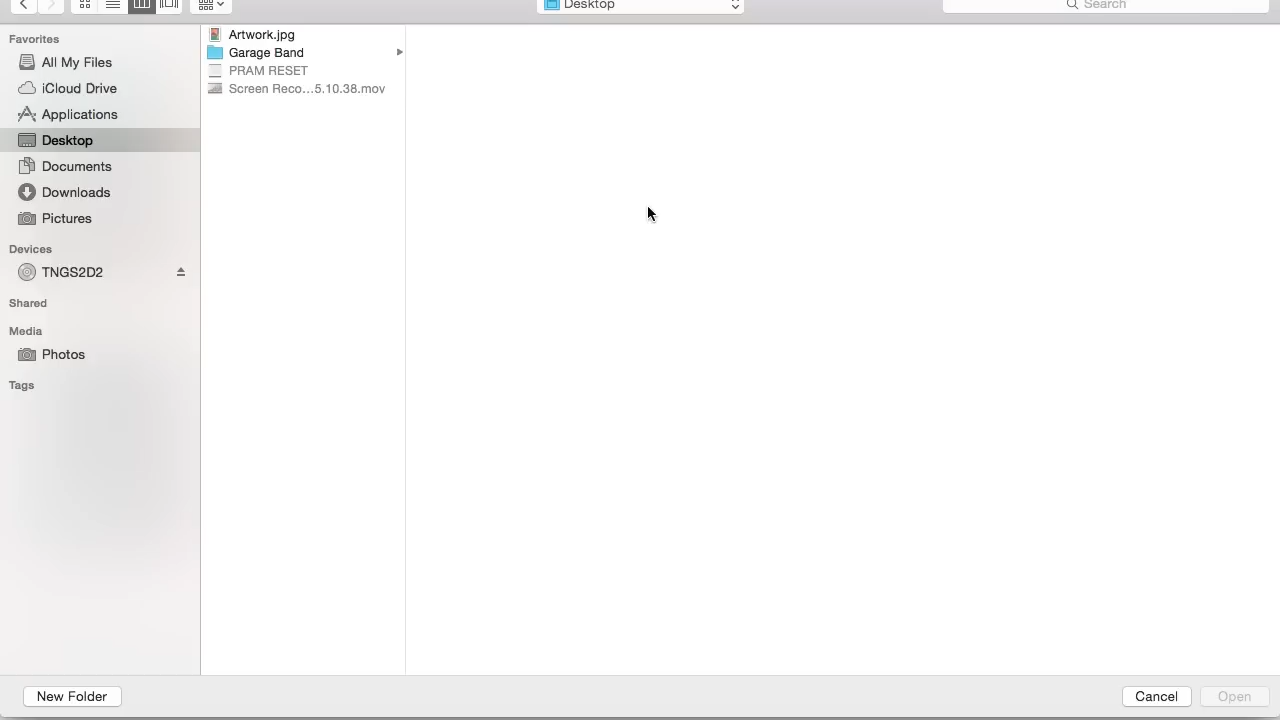 Desktop
Search
Favorites
All My Files
iCloud Drive
Applications
Desktop
Documents
Downloads
Pictures
Devices
TNGS2D2
Shared
Media
Photos
Tags
Artwork.jpg
Garage Band
PRAM RESET
Screen Reco...5.10.38.mov
New Folder
Cancel
Open